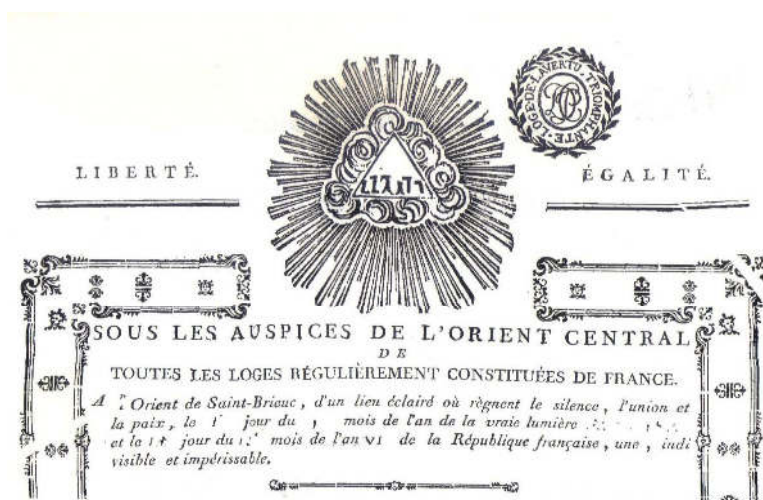 LOGE·DE·LA VERTU, TRIOMPHANTE
LIBERTÉ.
ÉGALITÉ.
SOUS LES AUSPICES DE L'ORIENT CENTRAL
DE
TOUTES LES LOGES RÉGULIÈREMENT CONSTITUÉES DE FRANCE.
A l'Orient de Saint-Brieuc, d'un lien éclairé où règnent le silence, l'union et
la paix, le jour du mois de l'an de la vraie lumière
et le jour du mois de l'an VI de la République française, une, indi
visible et impérissable.